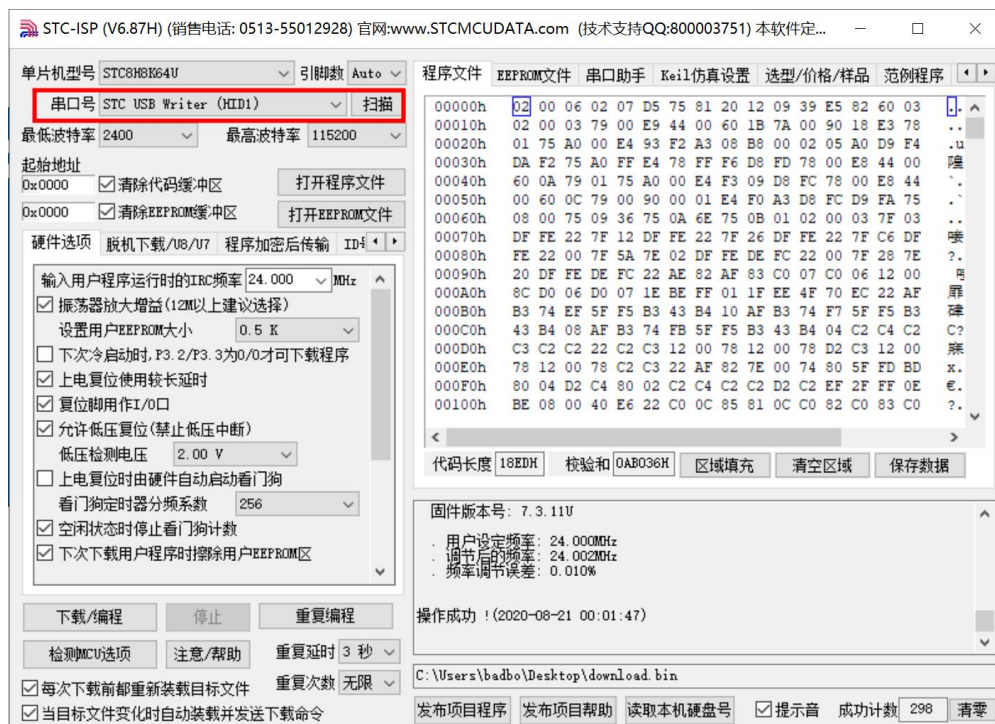 STC-ISP (V6.87H) (销售电话: 0513-55012928) 官网:www.STCMCUDATA.com (技术支持QQ:800003751) 本软件定...
单片机型号 STC8H8K64U 引脚数 Auto
串口号 STC USB Writer (HID1) 扫描
最低波特率 2400 最高波特率 115200
起始地址
0x0000 清除代码缓冲区 打开程序文件
0x0000 清除EEPROM缓冲区 打开EEPROM文件
硬件选项 脱机下载/U8/U7 程序加密后传输
输入用户程序运行时的IRC频率 24.000 MHz
振荡器放大增益(12M以上建议选择)
设置用户EEPROM大小 0.5 K
下次冷启动时,P3.2/P3.3为0/0才可下载程序
上电复位使用较长延时
复位脚用作I/O口
允许低压复位(禁止低压中断)
低压检测电压 2.00 V
上电复位时由硬件自动启动看门狗
看门狗定时器分频系数 256
空闲状态时停止看门狗计数
下次下载用户程序时擦除用户EEPROM区
下载/编程 停止 重复编程
检测MCU选项 注意/帮助 重复延时 3 秒
重复次数 无限
每次下载前都重新装载目标文件
当目标文件变化时自动装载并发送下载命令
程序文件 EEPROM文件 串口助手 Keil仿真设置 选型/价格/样品 范例程序
00000h 02 00 06 02 07 D5 75 81 20 12 09 39 E5 82 60 03 ..
00010h 02 00 03 79 00 E9 44 00 60 1B 7A 00 90 18 E3 78 ..
00020h 01 75 A0 00 E4 93 F2 A3 08 B8 00 02 05 A0 D9 F4 .u
00030h DA F2 75 A0 FF E4 78 FF F6 D8 FD 78 00 E8 44 00
00040h 60 0A 79 01 75 A0 00 E4 F3 09 D8 FC 78 00 E8 44 `.
00050h 00 60 0C 79 00 90 00 01 E4 F0 A3 D8 FC D9 FA 75 .`
00060h 08 00 75 09 36 75 0A 6E 75 0B 01 02 00 03 7F 03 ..
00070h DF FE 22 7F 12 DF FE 22 7F 26 DF FE 22 7F C6 DF
00080h FE 22 00 7F 5A 7E 02 DF FE DE FC 22 00 7F 28 7E ?.
00090h 20 DF FE DE FC 22 AE 82 AF 83 C0 07 C0 06 12 00
000A0h 8C D0 06 D0 07 1E BE FF 01 1F EE 4F 70 EC 22 AF
000B0h B3 74 EF 5F F5 B3 43 B4 10 AF B3 74 F7 5F F5 B3
000C0h 43 B4 08 AF B3 74 FB 5F F5 B3 43 B4 04 C2 C4 C2 C?
000D0h C3 C2 C2 22 C2 C3 12 00 78 12 00 78 D2 C3 12 00
000E0h 78 12 00 78 C2 C3 22 AF 82 7E 00 74 80 5F FD BD x.
000F0h 80 04 D2 C4 80 02 C2 C4 C2 C2 D2 C2 EF 2F FF 0E €.
00100h BE 08 00 40 E6 22 C0 0C 85 81 0C C0 82 C0 83 C0 ?.
代码长度 18EDH 校验和 0AB036H 区域填充 清空区域 保存数据
固件版本号: 7.3.11U
. 用户设定频率: 24.000MHz
. 调节后的频率: 24.002MHz
. 频率调节误差: 0.010%
操作成功 !(2020-08-21 00:01:47)
C:\Users\badbo\Desktop\download.bin
发布项目程序 发布项目帮助 读取本机硬盘号 提示音 成功计数 298 清零